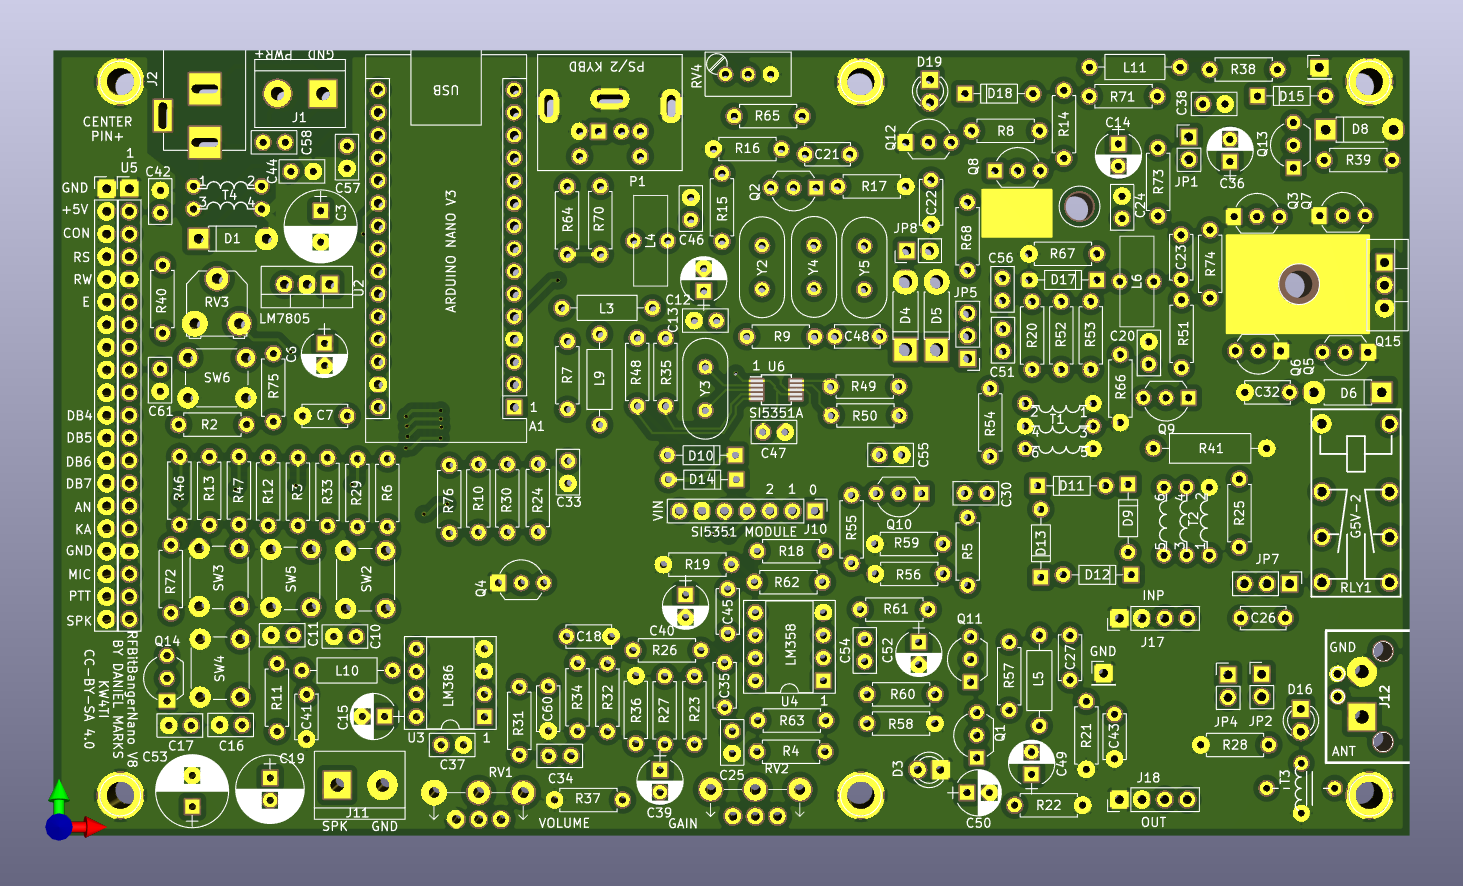 J2
CENTER
PIN+
PWR+ GND
J1
C58
C44
C57
1
U5
C42
GND
+5V
CON
RS
RW
E
DB4
DB5
DB6
DB7
AN
KA
GND
MIC
PTT
SPK
1 2
T4
3 4
C3
D1
R40
RV3
U2
LM7805
C6
SW6
R75
C61
R2
C7
USB
ARDUINO NANO V3
1
A1
PS/2 KYBD
P1
R64
R70
L4
L3
R7
L9
R48
R35
C46
C12
C13
R15
RV4
R65
R16
C21
Q2
R17
Y2
Y4
Y5
Y3
R9
C48
1 U6
SI5351A
R49
R50
C47
D10
D14
VIN
2 1 0
SI5351 MODULE
J10
D19
D18
Q12
R8
Q8
R14
C22
JP8
R68
D4
D5
JP5
C56
C51
R67
D17
R20
R52
R53
L11
R71
R38
C38
D15
C14
R73
JP1
C36
Q13
D8
R39
C24
Q3
Q7
L6
C23
R74
C20
R51
R66
Q9
Q6
Q5
Q15
C32
D6
R54
T1
R41
G5V-2
RLY1
C55
C30
Q10
R55
R59
R56
R5
D11
D9
D13
D12
T2
R25
JP7
INP
J17
C26
R46
R13
R47
R12
R3
R33
R29
R6
R76
R10
R30
R24
C33
R72
SW3
SW5
SW2
Q4
R19
C40
C45
R18
R62
R61
LM358
U4
1
C54
C52
Q11
R57
L5
C27
GND
RFBitBangerNano V8
BY DANIEL MARKS
KW4TI
CC-BY-SA 4.0
Q14
SW4
C11
C10
L10
R11
C41
C15
LM386
U3
1
C37
C17
C16
C53
C19
J11
SPK GND
R31
C60
C18
R34
R32
R26
R36
R27
R23
C35
C34
RV1
R37
VOLUME
C39
GAIN
C25
RV2
R63
R4
R60
R58
D3
Q1
C50
C49
R22
R21
C43
J18
OUT
JP4
JP2
D16
R28
T3
GND
J12
ANT